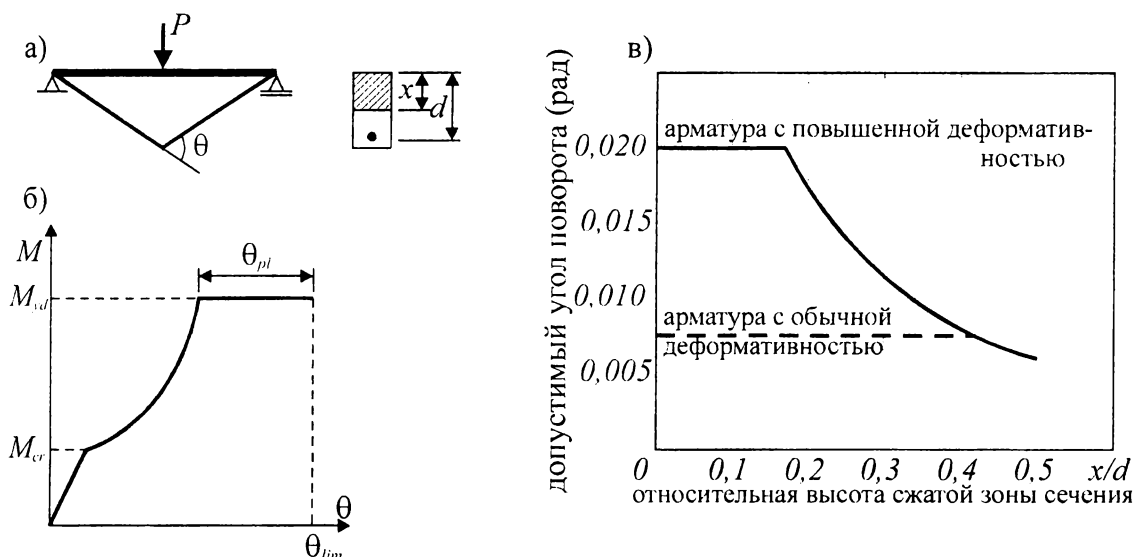 а)
P
x
d
θ
б)
M
θpl
Mcr
θ
θlim
в)
допустимый угол поворота (рад)
0,020
0,015
0,010
0,005
арматура с повышенной деформатив-
ностью
арматура с обычной
деформативностью
0 0,1 0,2 0,3 0,4 0,5 x/d
относительная высота сжатой зоны сечения